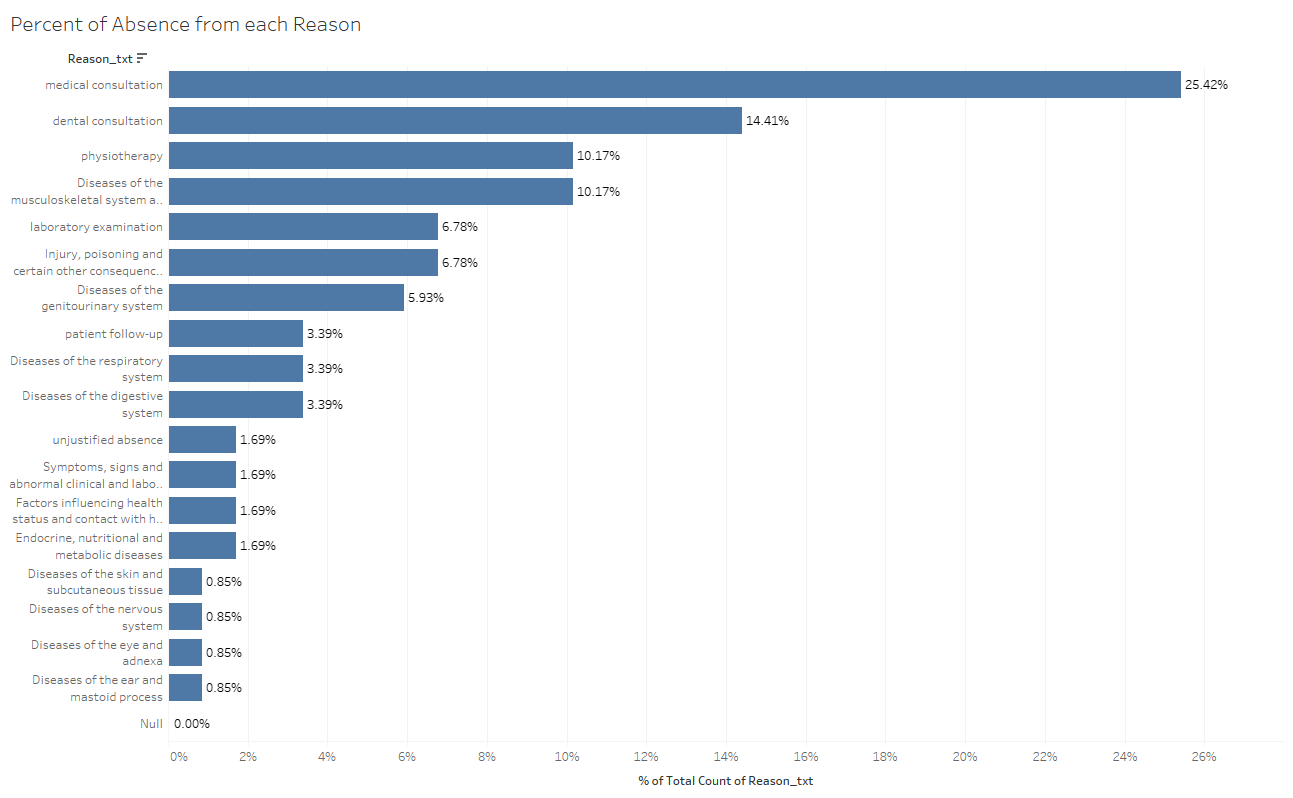 Percent of Absence from each Reason
Reason_txt
medical consultation
25.42%
dental consultation
14.41%
physiotherapy
10.17%
Diseases of the
musculoskeletal system a..
10.17%
laboratory examination
6.78%
Injury, poisoning and
certain other consequenc..
6.78%
Diseases of the
genitourinary system
5.93%
patient follow-up
3.39%
Diseases of the respiratory
system
3.39%
Diseases of the digestive
system
3.39%
unjustified absence
1.69%
Symptoms, signs and
abnormal clinical and labo..
1.69%
Factors influencing health
status and contact with h..
1.69%
Endocrine, nutritional and
metabolic diseases
1.69%
Diseases of the skin and
subcutaneous tissue
0.85%
Diseases of the nervous
system
0.85%
Diseases of the eye and
adnexa
0.85%
Diseases of the ear and
mastoid process
0.85%
Null
0.00%
0% 2% 4% 6% 8% 10% 12% 14% 16% 18% 20% 22% 24% 26%
% of Total Count of Reason_txt